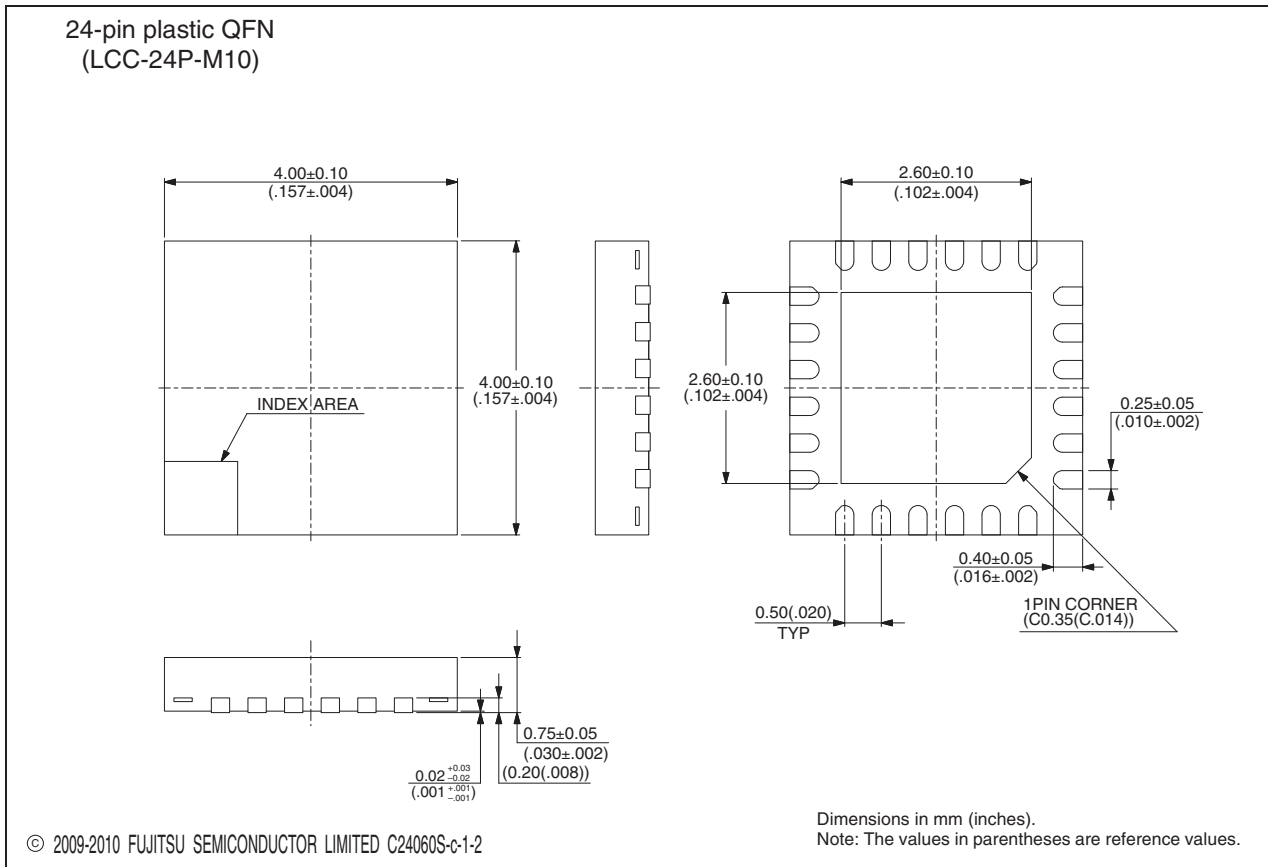 24-pin plastic QFN
(LCC-24P-M10)
4.00±0.10
(.157±.004)
4.00±0.10
(.157±.004)
INDEX AREA
2.60±0.10
(.102±.004)
2.60±0.10
(.102±.004)
0.25±0.05
(.010±.002)
0.40±0.05
(.016±.002)
1PIN CORNER
(C0.35(C.014))
0.50(.020)
TYP
0.75±0.05
(.030±.002)
(0.20(.008))
0.02 +0.03 −0.02
(.001 +.001 −.001)
Dimensions in mm (inches).
Note: The values in parentheses are reference values.
© 2009-2010 FUJITSU SEMICONDUCTOR LIMITED C24060S-c-1-2